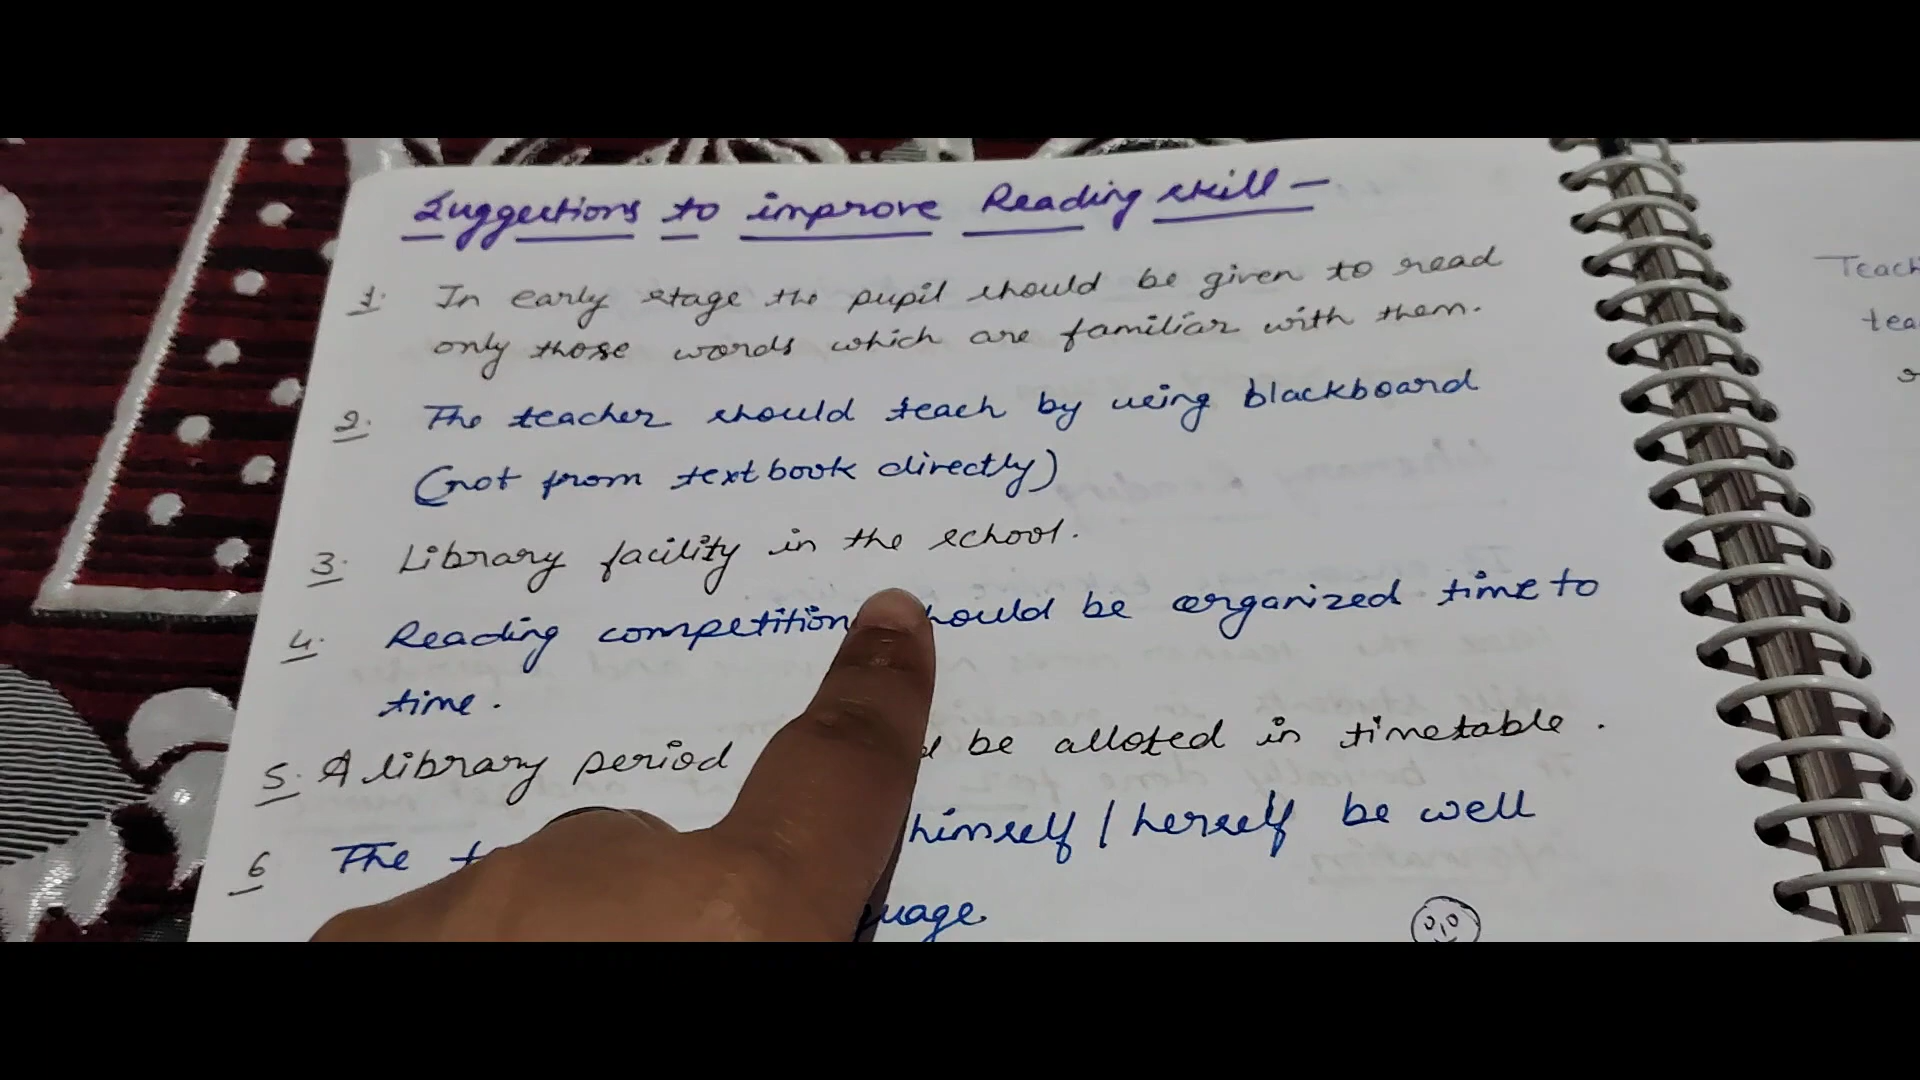 Suggestions to improve Reading skill -
1. In early stage the pupil should be given to read
only those words which are familiar with them.
2. The teacher should teach by using blackboard
(not from textbook directly)
3. Library facility in the school.
4. Reading competition should be organized time to
time.
5. A library period be alloted in timetable.
6 The himself / herself be well
Teach
tea